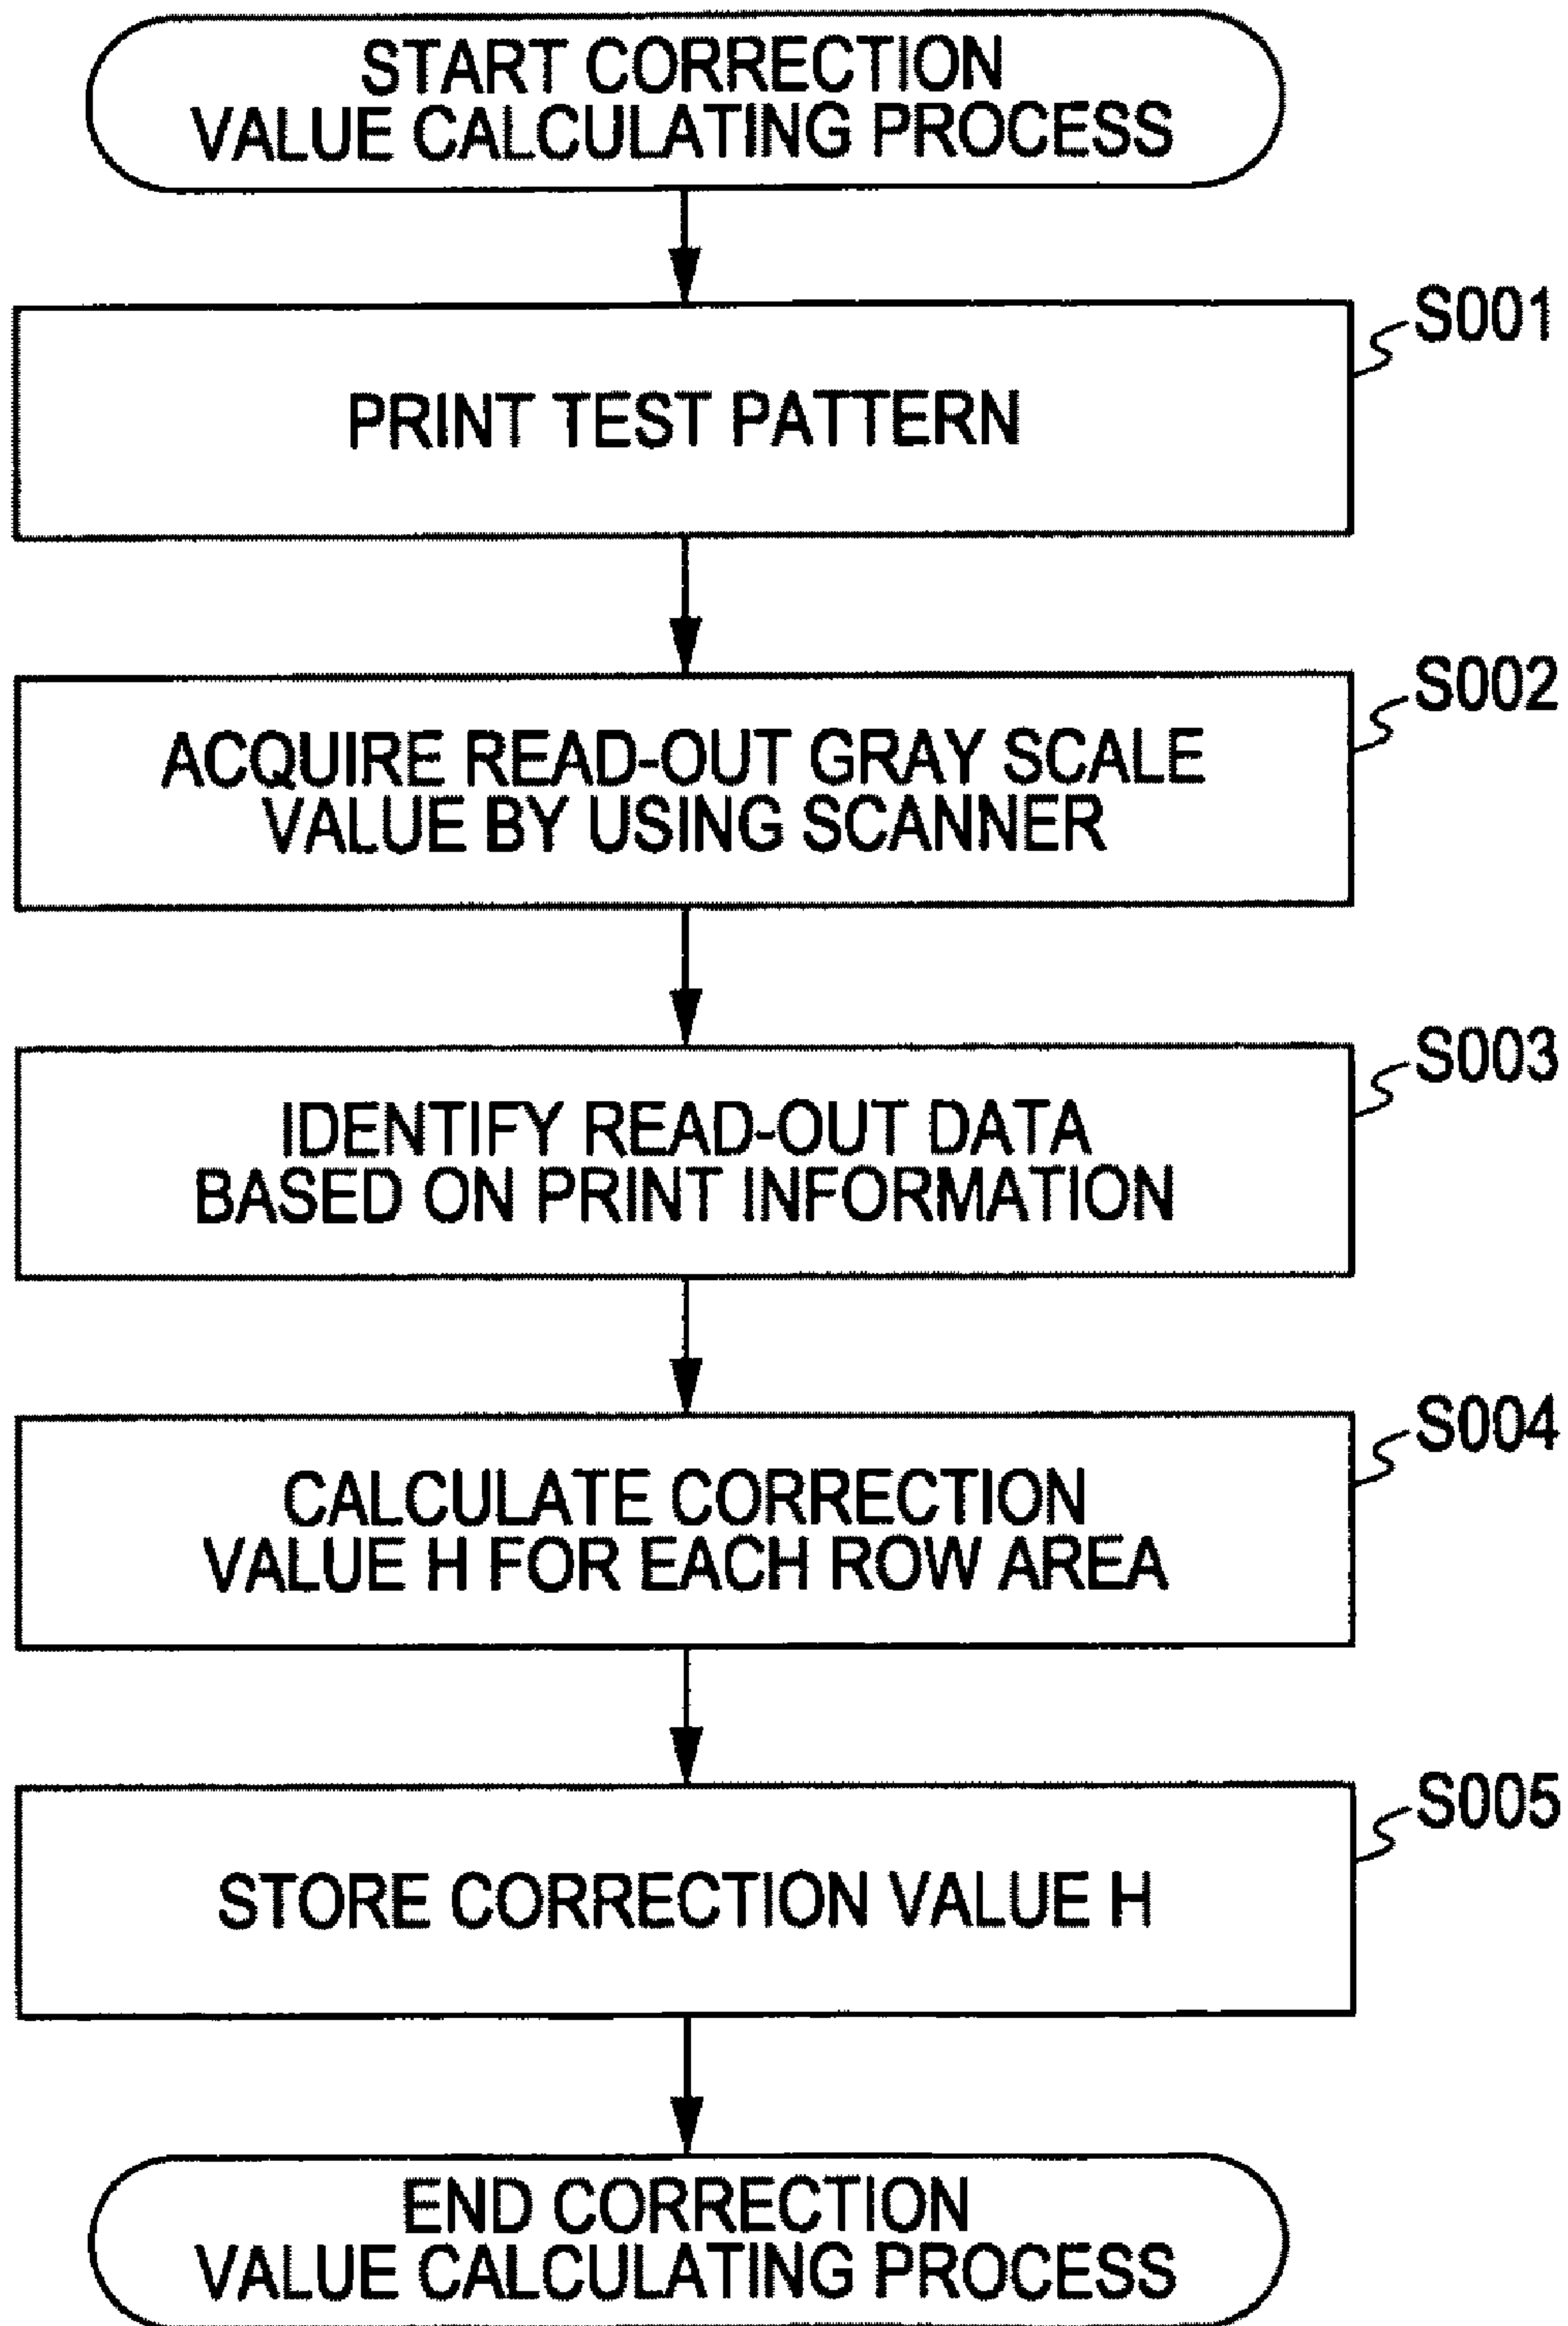 START CORRECTION
VALUE CALCULATING PROCESS
S001
PRINT TEST PATTERN
S002
ACQUIRE READ-OUT GRAY SCALE
VALUE BY USING SCANNER
S003
IDENTIFY READ-OUT DATA
BASED ON PRINT INFORMATION
S004
CALCULATE CORRECTION
VALUE H FOR EACH ROW AREA
S005
STORE CORRECTION VALUE H
END CORRECTION
VALUE CALCULATING PROCESS